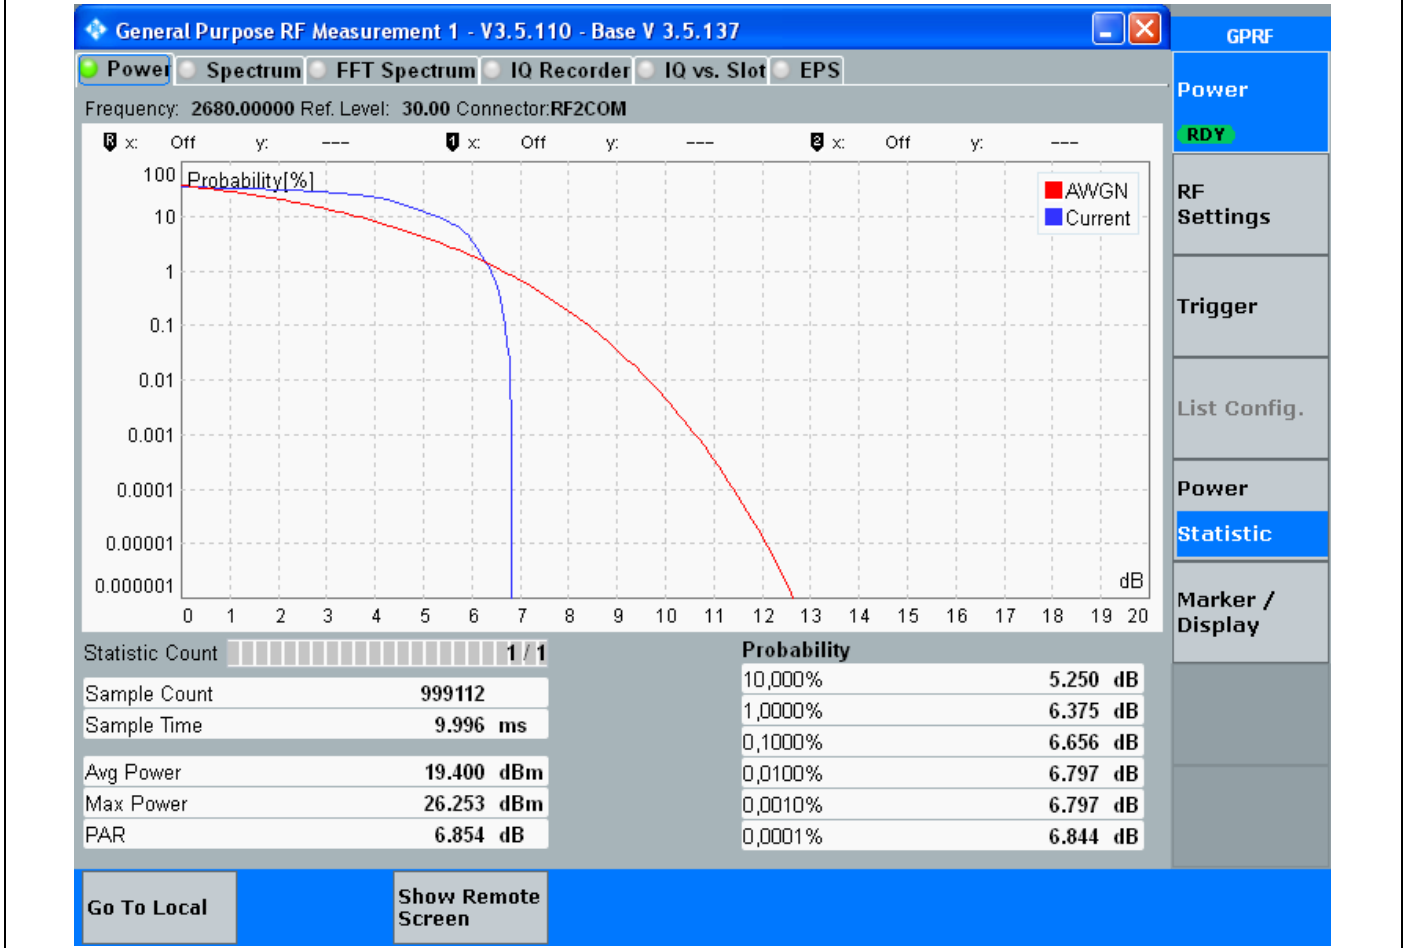 General Purpose RF Measurement 1 - V3.5.110 - Base V 3.5.137
GPRF
Power Spectrum FFT Spectrum IQ Recorder IQ vs. Slot EPS
Frequency: 2680.00000 Ref. Level: 30.00 Connector:RF2COM
R x: Off y: --- 1 x: Off y: --- 2 x: Off y: ---
Probability[%]
AWGN
Current
100
10
1
0.1
0.01
0.001
0.0001
0.00001
0.000001
dB
0 1 2 3 4 5 6 7 8 9 10 11 12 13 14 15 16 17 18 19 20
Statistic Count 1 / 1
Sample Count 999112
Sample Time 9.996 ms
Avg Power 19.400 dBm
Max Power 26.253 dBm
PAR 6.854 dB
Probability
10,000% 5.250 dB
1,0000% 6.375 dB
0,1000% 6.656 dB
0,0100% 6.797 dB
0,0010% 6.797 dB
0,0001% 6.844 dB
Power
RDY
RF
Settings
Trigger
List Config.
Power
Statistic
Marker /
Display
Go To Local
Show Remote
Screen